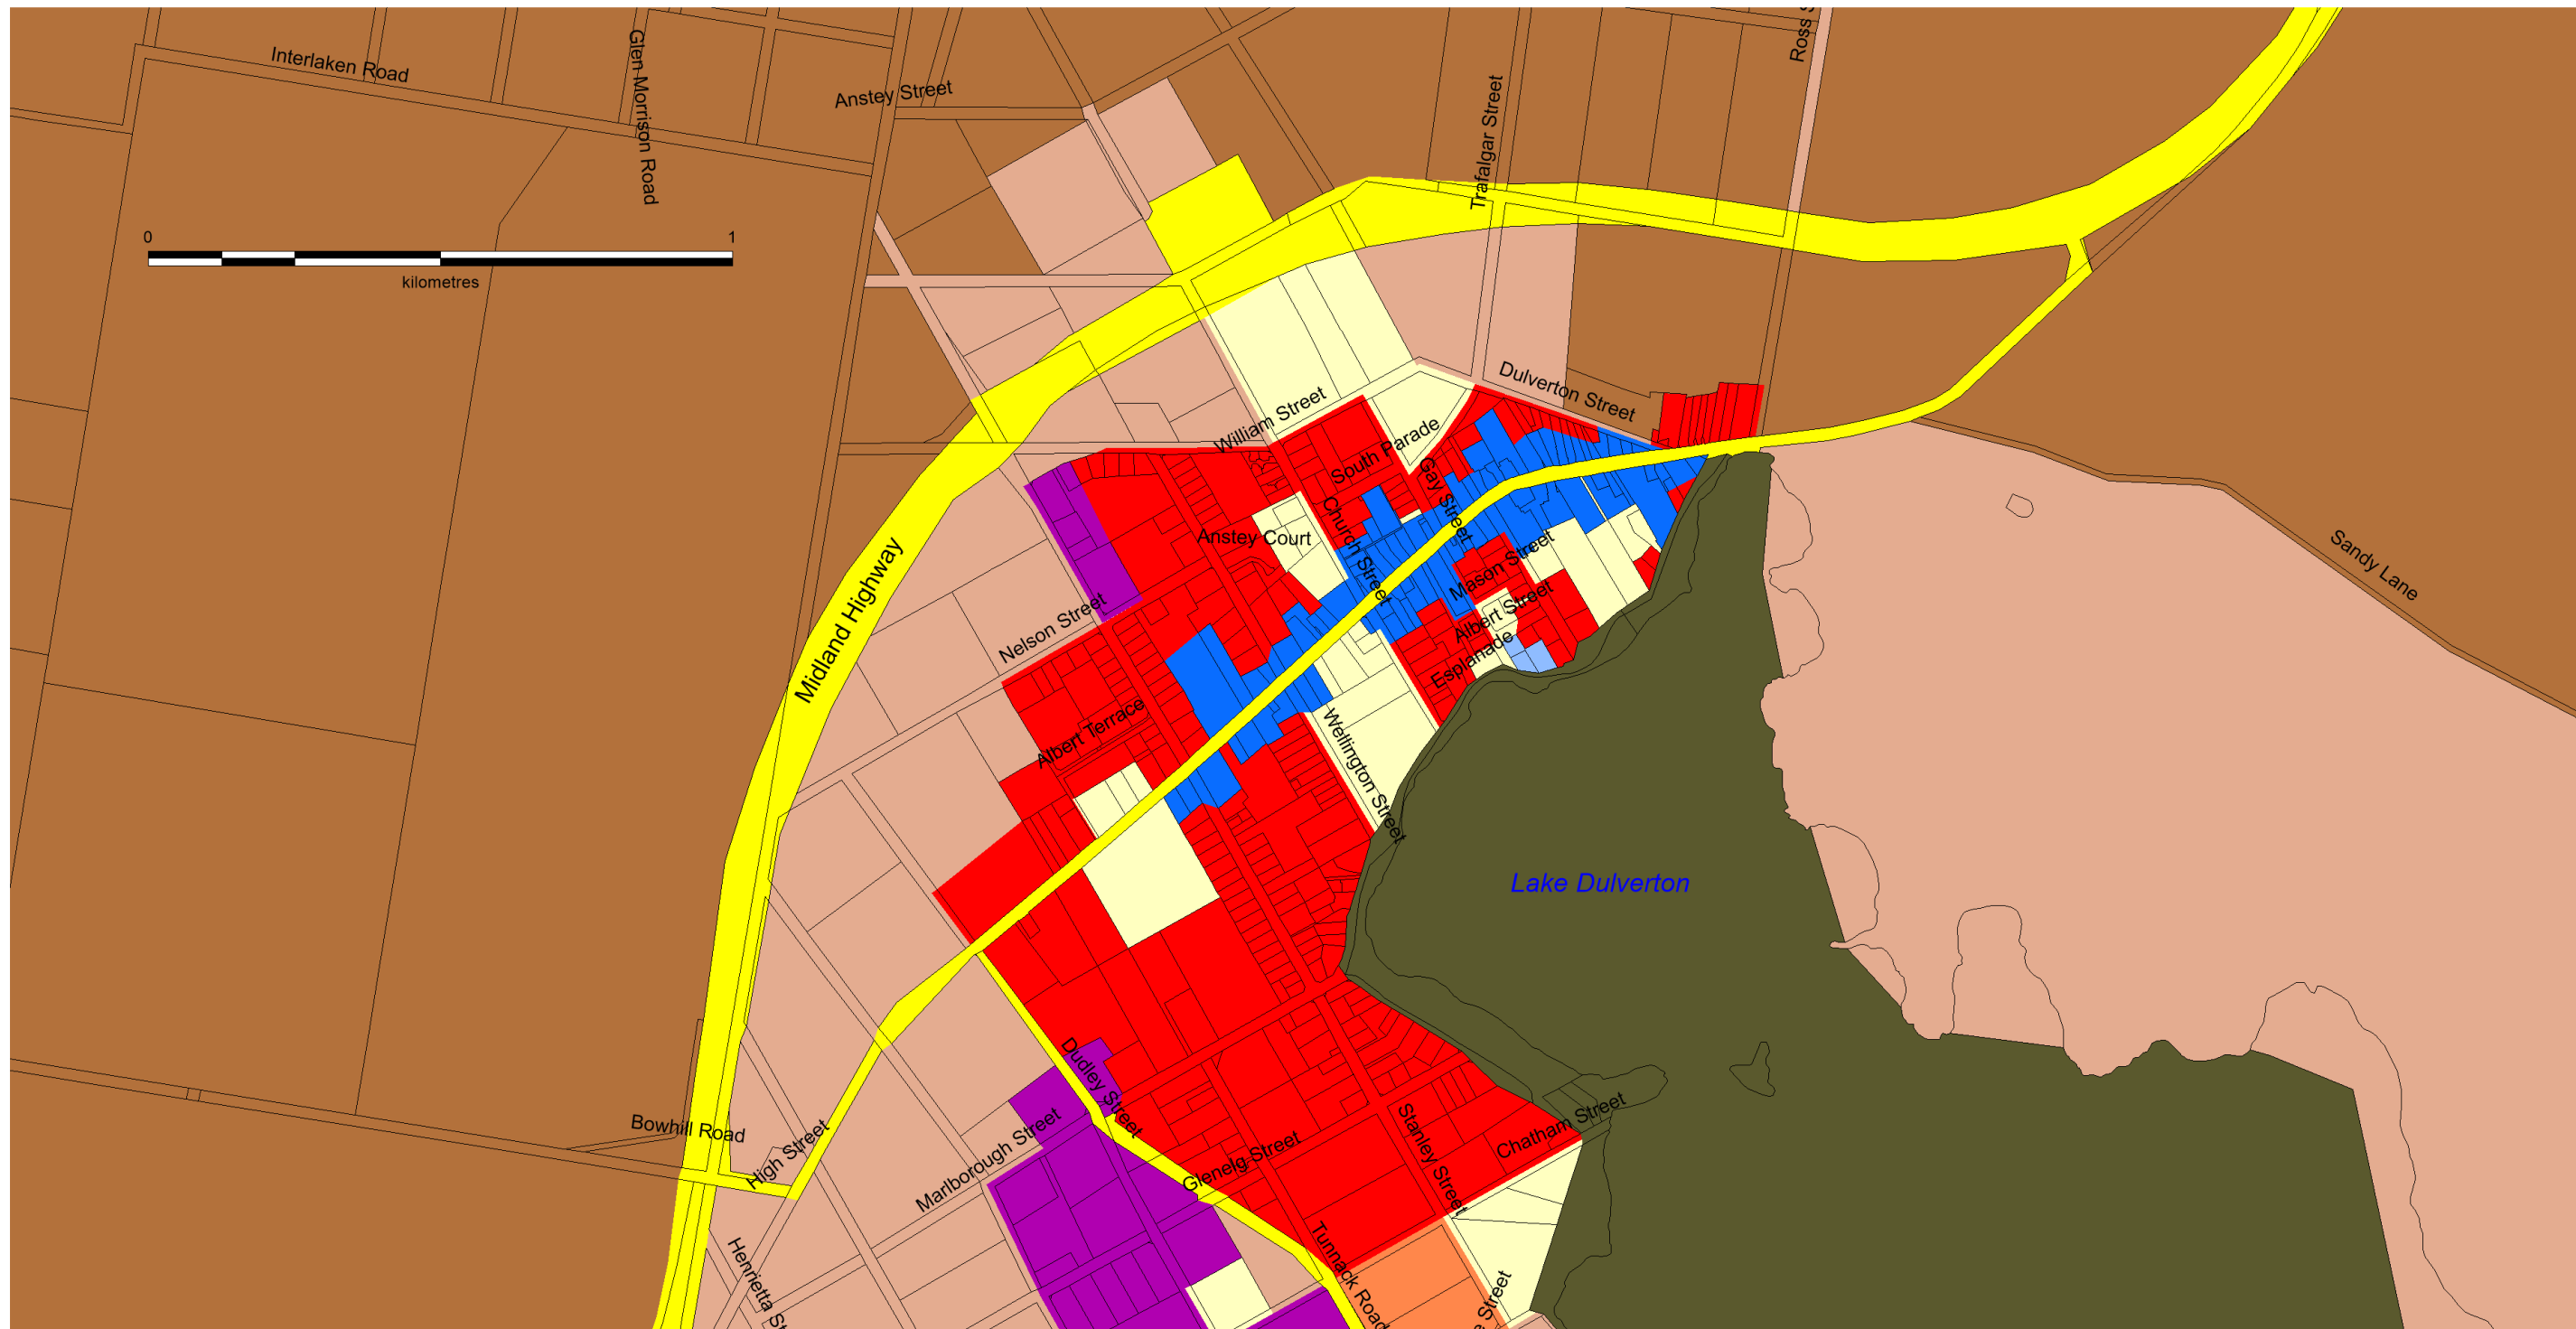 Ross S
Interlaken Road
Glen Morrison Road
Anstey Street
Trafalgar Street
0
1
kilometres
Dulverton Street
William Street
South Parade
Gay Street
Anstey Court
Church Street
Mason Street
Sandy Lane
Midland Highway
Nelson Street
Albert Street
Esplanade
Albert Terrace
Wellington Street
Lake Dulverton
Dudley Street
Bowhill Road
High Street
Marlborough Street
Glenelg Street
Stanley Street
Chatham Street
Henrietta St
Tunnack Road
Street